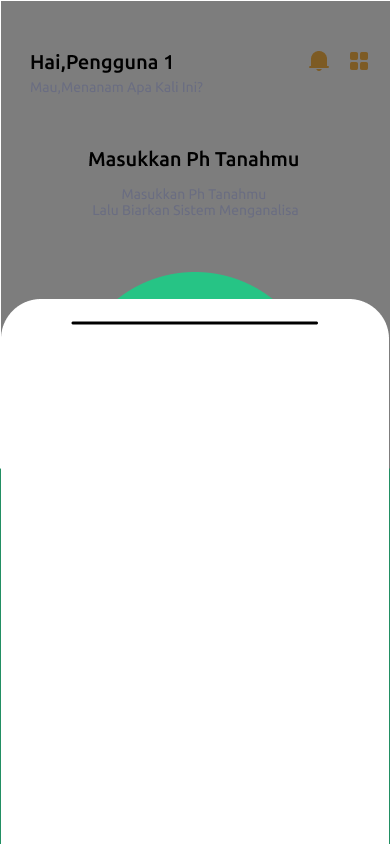 Hai,Pengguna 1
Mau,Menanam Apa Kali Ini?
Masukkan Ph Tanahmu
Masukkan Ph Tanahmu
Lalu Biarkan Sistem Menganalisa